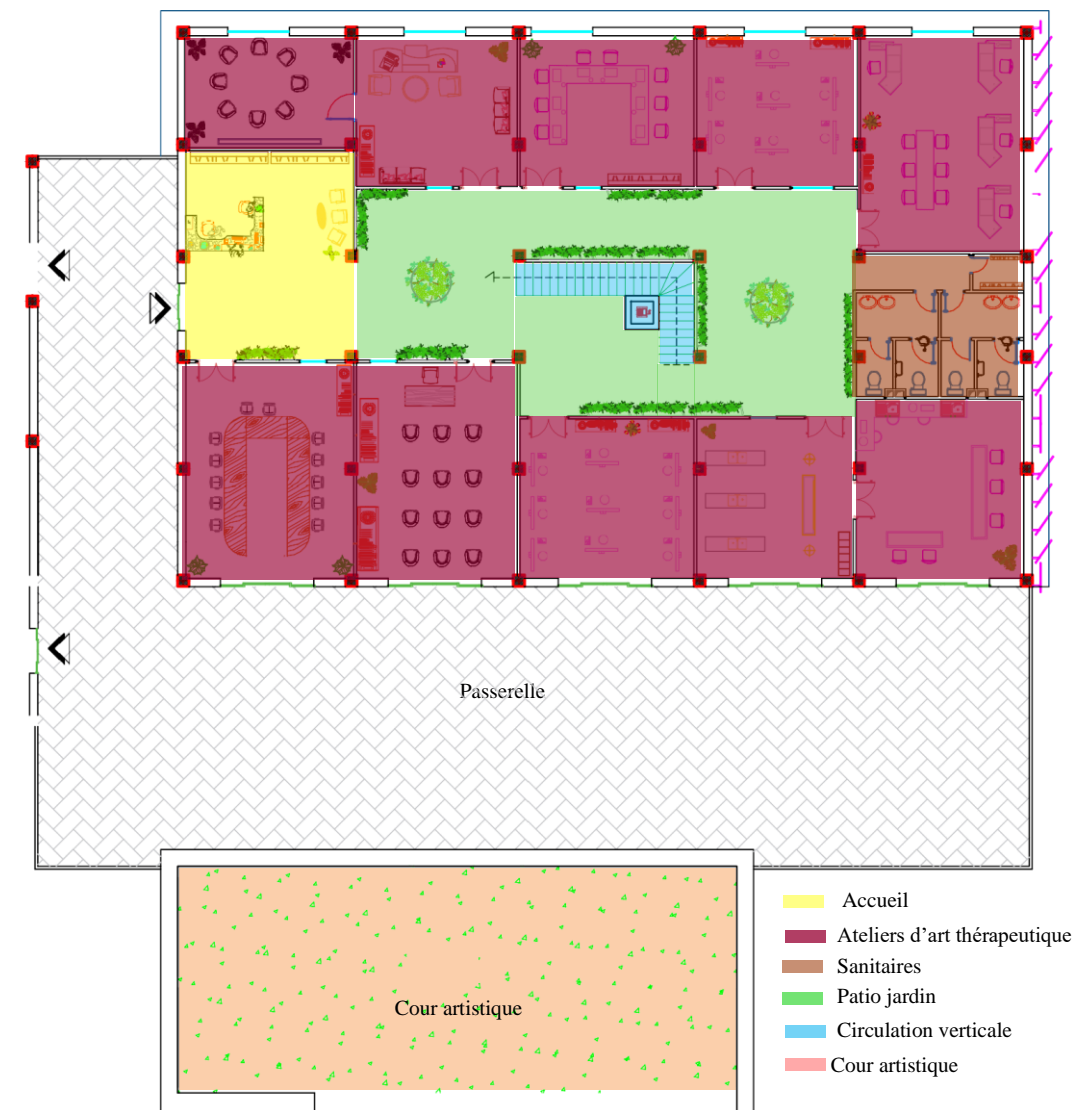 Passerelle
Cour artistique
Accueil
Ateliers d'art thérapeutique
Sanitaires
Patio jardin
Circulation verticale
Cour artistique